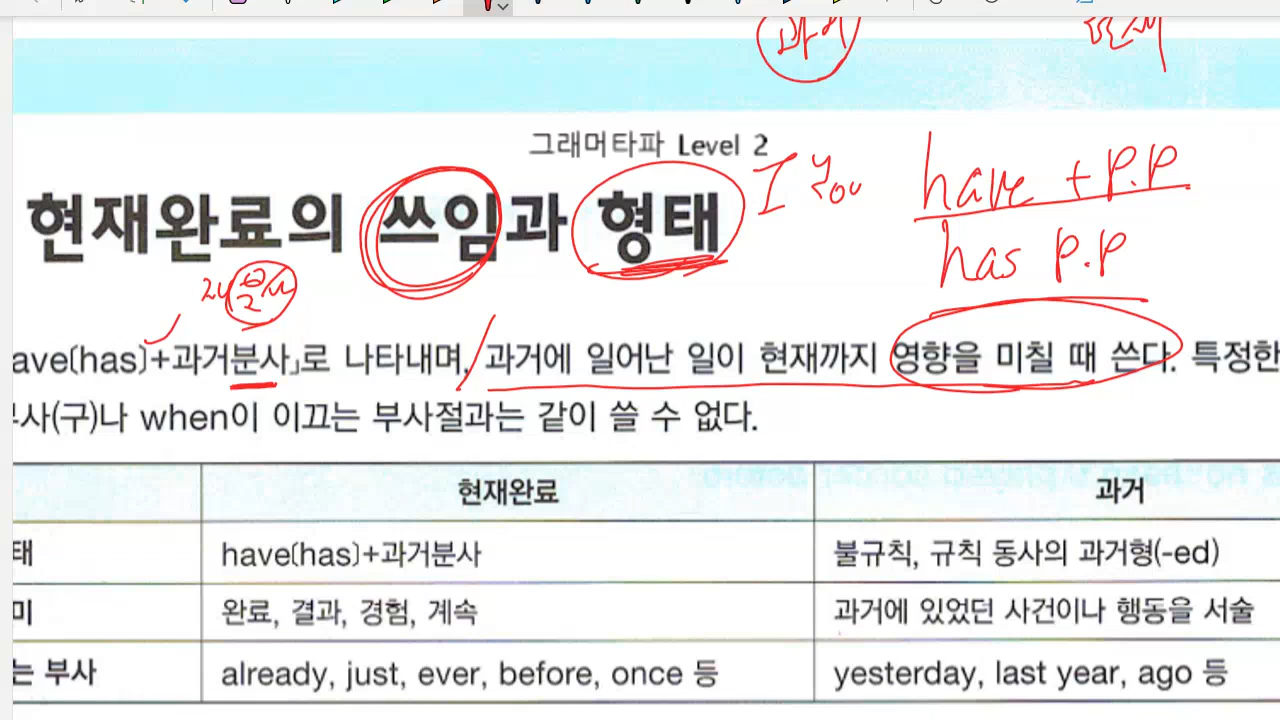 과거 현재
그래머타파 Level 2
I you have + p.p
현재완료의 쓰임과 형태
has p.p
ave(has)+과거분사」로 나타내며, 과거에 일어난 일이 현재까지 영향을 미칠 때 쓴다. 특정한
사(구)나 when이 이끄는 부사절과는 같이 쓸 수 없다.
현재완료 과거
태 have(has)+과거분사 불규칙, 규칙 동사의 과거형(-ed)
미 완료, 결과, 경험, 계속 과거에 있었던 사건이나 행동을 서술
는 부사 already, just, ever, before, once 등 yesterday, last year, ago 등